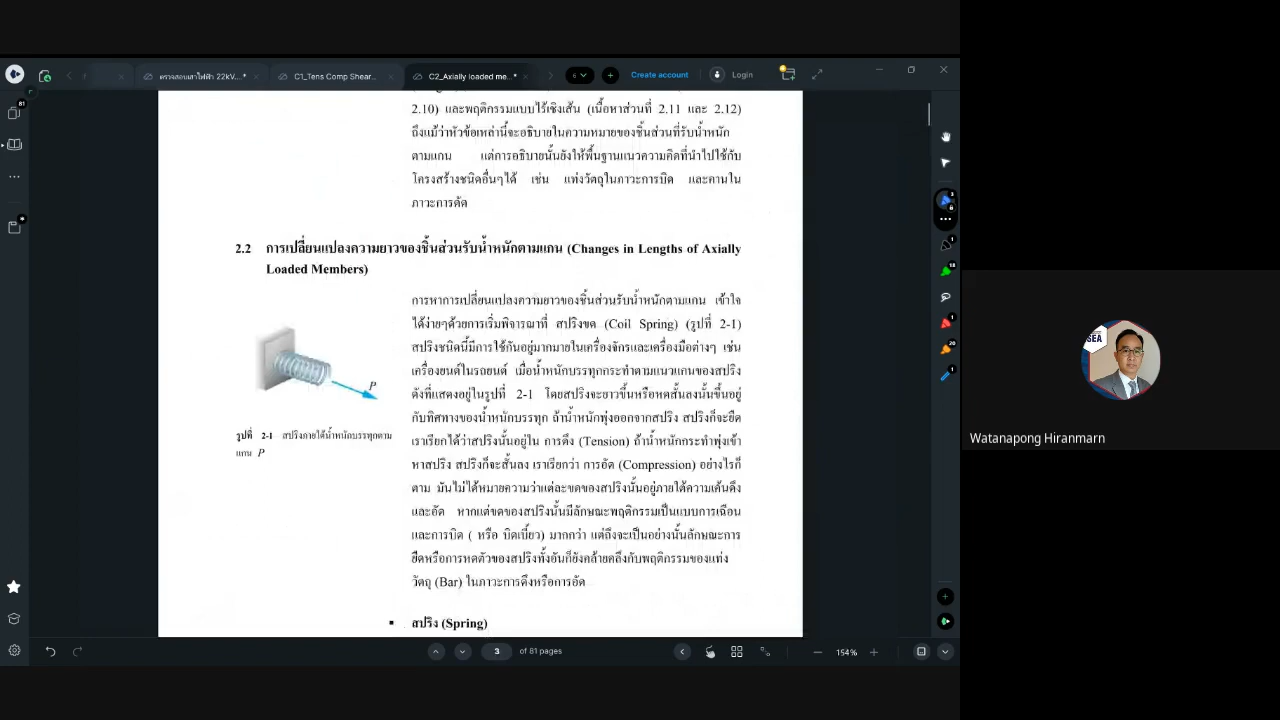 ตรวจสอบเสาไฟฟ้า 22kV...*
C1_Tens Comp Shear...
C2_Axially loaded me...*
6
Create account
Login
81
2.10) และพฤติกรรมแบบไร้เชิงเส้น (เนื้อหาส่วนที่ 2.11 และ 2.12)
ถึงแม้ว่าหัวข้อเหล่านี้จะอธิบายในความหมายของชิ้นส่วนที่รับน้ำหนัก
ตามแกน แต่การอธิบายนั้นยังให้พื้นฐานแนวความคิดที่นำไปใช้กับ
โครงสร้างชนิดอื่นๆได้ เช่น แท่งวัตถุในภาวะการบิด และคานใน
ภาวะการดัด
2.2 การเปลี่ยนแปลงความยาวของชิ้นส่วนรับน้ำหนักตามแกน (Changes in Lengths of Axially
Loaded Members)
การหาการเปลี่ยนแปลงความยาวของชิ้นส่วนรับน้ำหนักตามแกน เข้าใจ
ได้ง่ายๆด้วยการเริ่มพิจารณาที่ สปริงขด (Coil Spring) (รูปที่ 2-1)
สปริงชนิดนี้มีการใช้กันอยู่มากมายในเครื่องจักรและเครื่องมือต่างๆ เช่น
เครื่องยนต์ในรถยนต์ เมื่อน้ำหนักบรรทุกกระทำตามแนวแกนของสปริง
ดังที่แสดงอยู่ในรูปที่ 2-1 โดยสปริงจะยาวขึ้นหรือหดสั้นลงนั้นขึ้นอยู่
กับทิศทางของน้ำหนักบรรทุก ถ้าน้ำหนักพุ่งออกจากสปริง สปริงก็จะยืด
เราเรียกได้ว่าสปริงนั้นอยู่ใน การดึง (Tension) ถ้าน้ำหนักกระทำพุ่งเข้า
หาสปริง สปริงก็จะสั้นลง เราเรียกว่า การอัด (Compression) อย่างไรก็
ตาม มันไม่ได้หมายความว่าแต่ละขดของสปริงนั้นอยู่ภายใต้ความเค้นดึง
และอัด หากแต่ขดของสปริงนั้นมีลักษณะพฤติกรรมเป็นแบบการเฉือน
และการบิด ( หรือ บิดเบี้ยว) มากกว่า แต่ถึงจะเป็นอย่างนั้นลักษณะการ
ยืดหรือการหดตัวของสปริงทั้งอันก็ยังคล้ายคลึงกับพฤติกรรมของแท่ง
วัตถุ (Bar) ในภาวะการดึงหรือการอัด
P
รูปที่ 2-1 สปริงภายใต้น้ำหนักบรรทุกตาม
แกน P
▪ สปริง (Spring)
3 of 81 pages
154%
SEA
Watanapong Hiranmarn